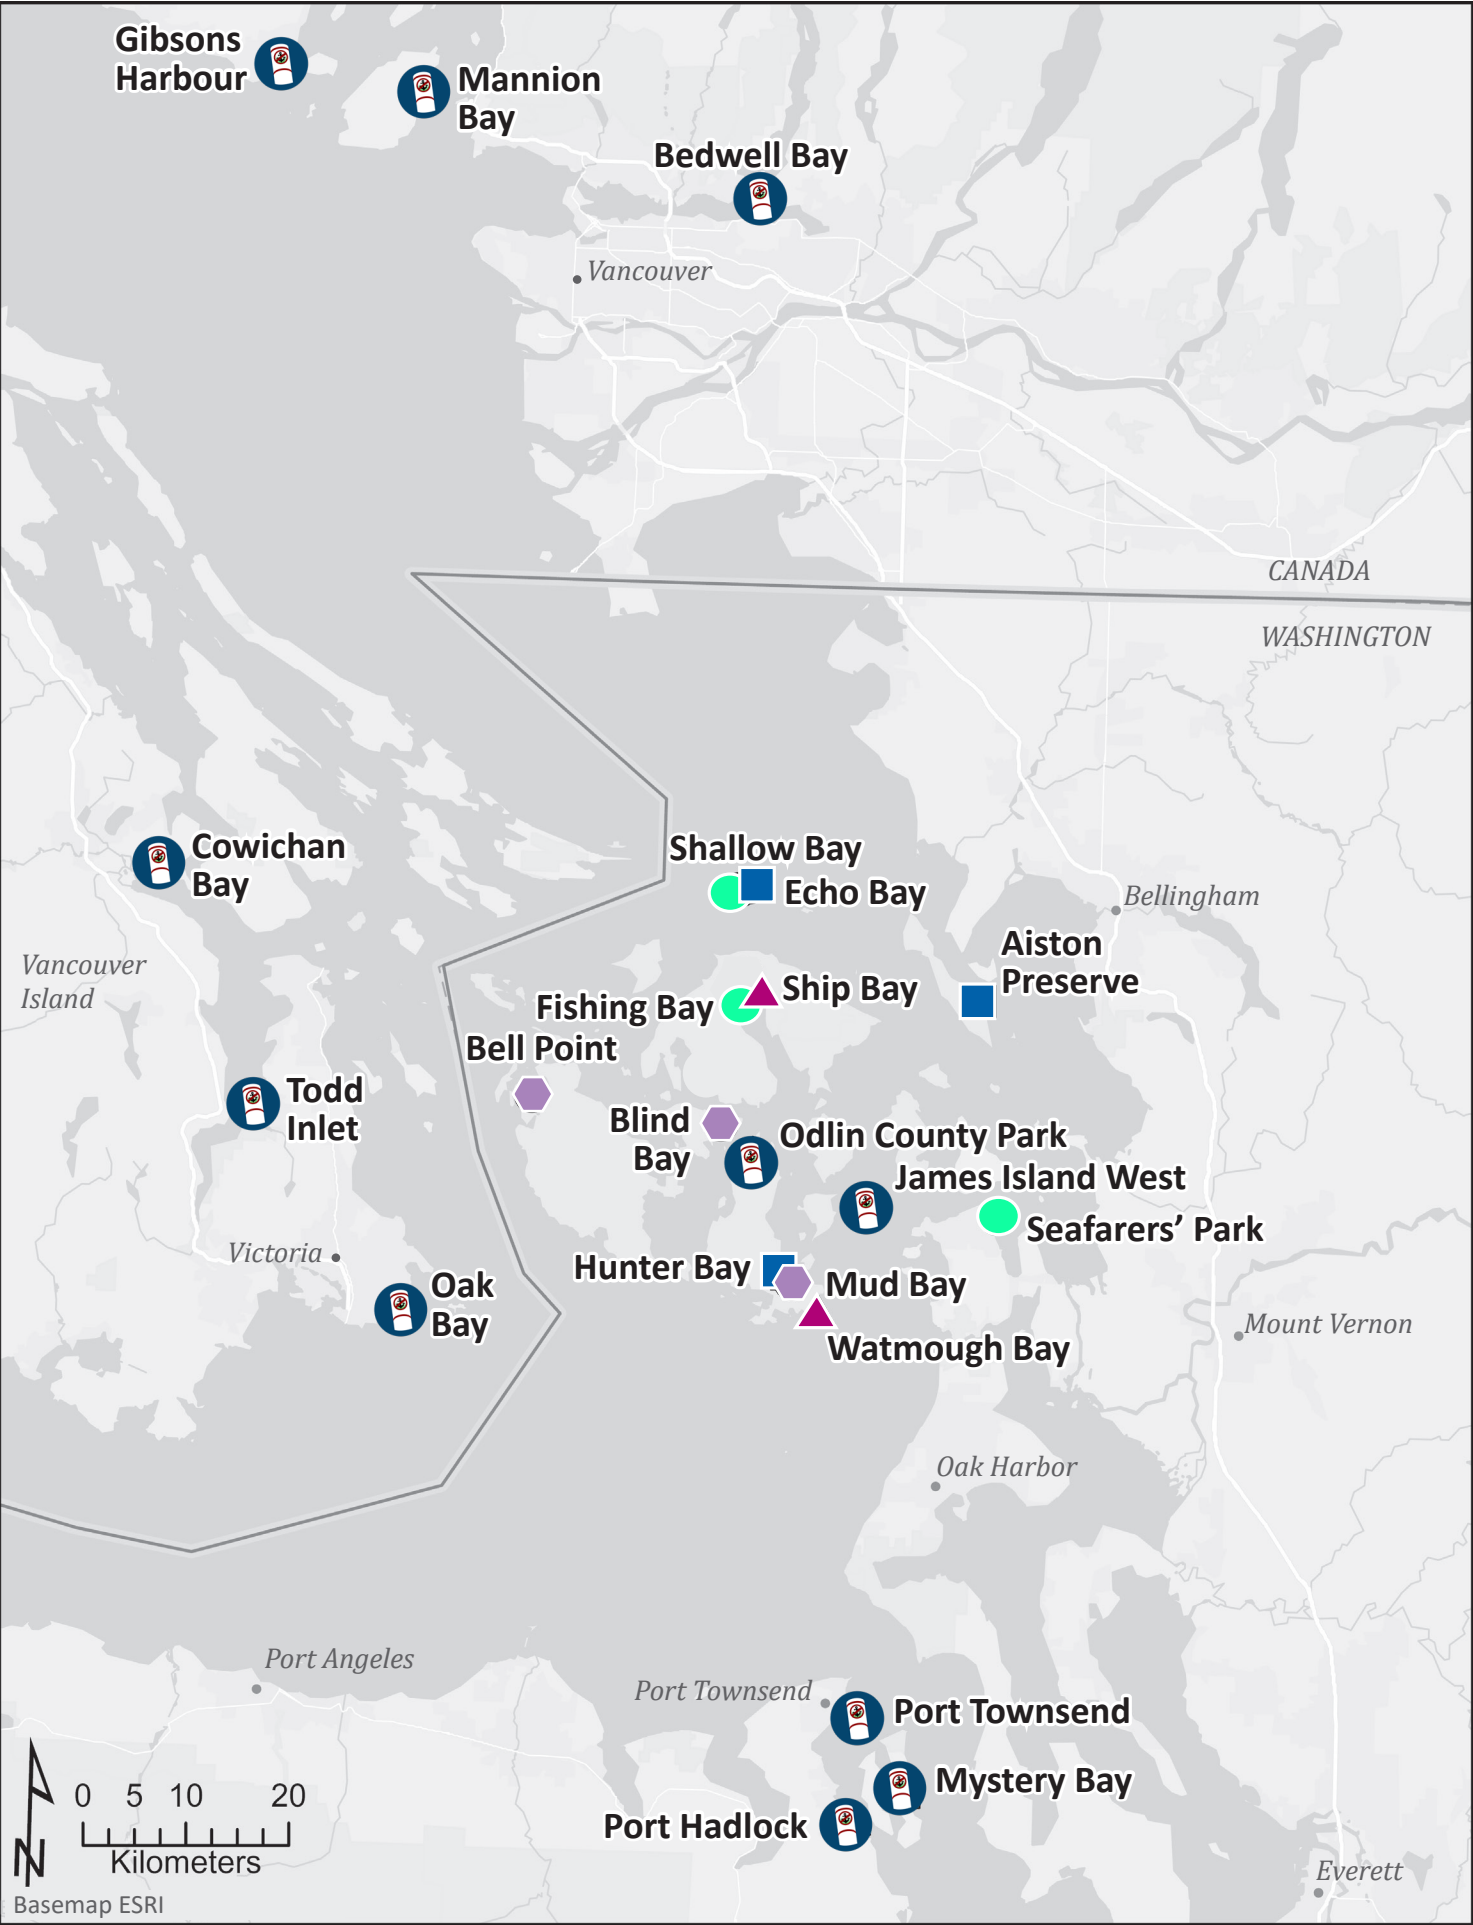 Gibsons
Harbour
Mannion
Bay
Bedwell Bay
Vancouver
CANADA
WASHINGTON
Cowichan
Bay
Shallow Bay
Echo Bay
Bellingham
Aiston
Preserve
Vancouver
Island
Ship Bay
Fishing Bay
Bell Point
Todd
Inlet
Blind
Bay
Odlin County Park
James Island West
Seafarers’ Park
Victoria
Hunter Bay
Mud Bay
Oak
Bay
Watmough Bay
Mount Vernon
Oak Harbor
Port Angeles
Port Townsend
Port Townsend
Mystery Bay
Port Hadlock
0 5 10 20
Kilometers
N
Everett
Basemap ESRI